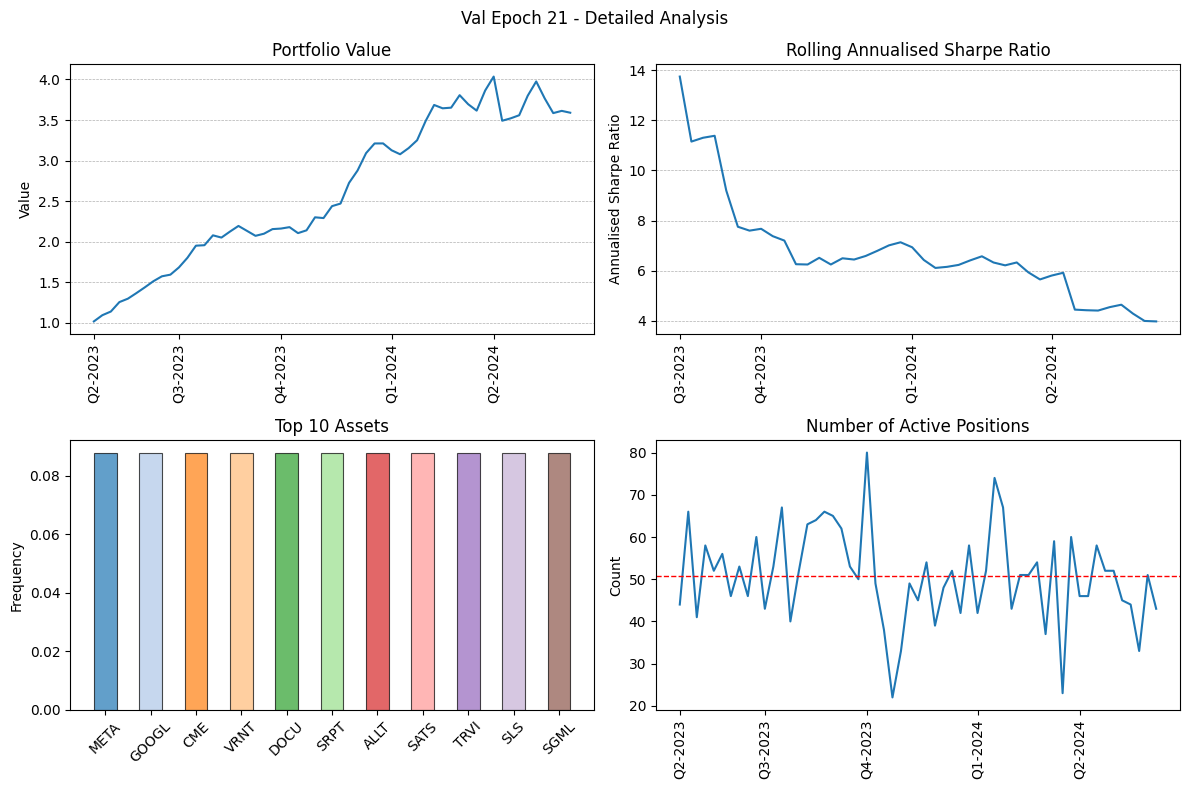 Val Epoch 21 - Detailed Analysis
Portfolio Value
Value
4.0
3.5
3.0
2.5
2.0
1.5
1.0
Q2-2023
Q3-2023
Q4-2023
Q1-2024
Q2-2024
Rolling Annualised Sharpe Ratio
Annualised Sharpe Ratio
14
12
10
8
6
4
Q3-2023
Q4-2023
Q1-2024
Q2-2024
Top 10 Assets
Frequency
0.08
0.06
0.04
0.02
0.00
META
GOOGL
CME
VRNT
DOCU
SRPT
ALLT
SATS
TRVI
SLS
SGML
Number of Active Positions
Count
80
70
60
50
40
30
20
Q2-2023
Q3-2023
Q4-2023
Q1-2024
Q2-2024